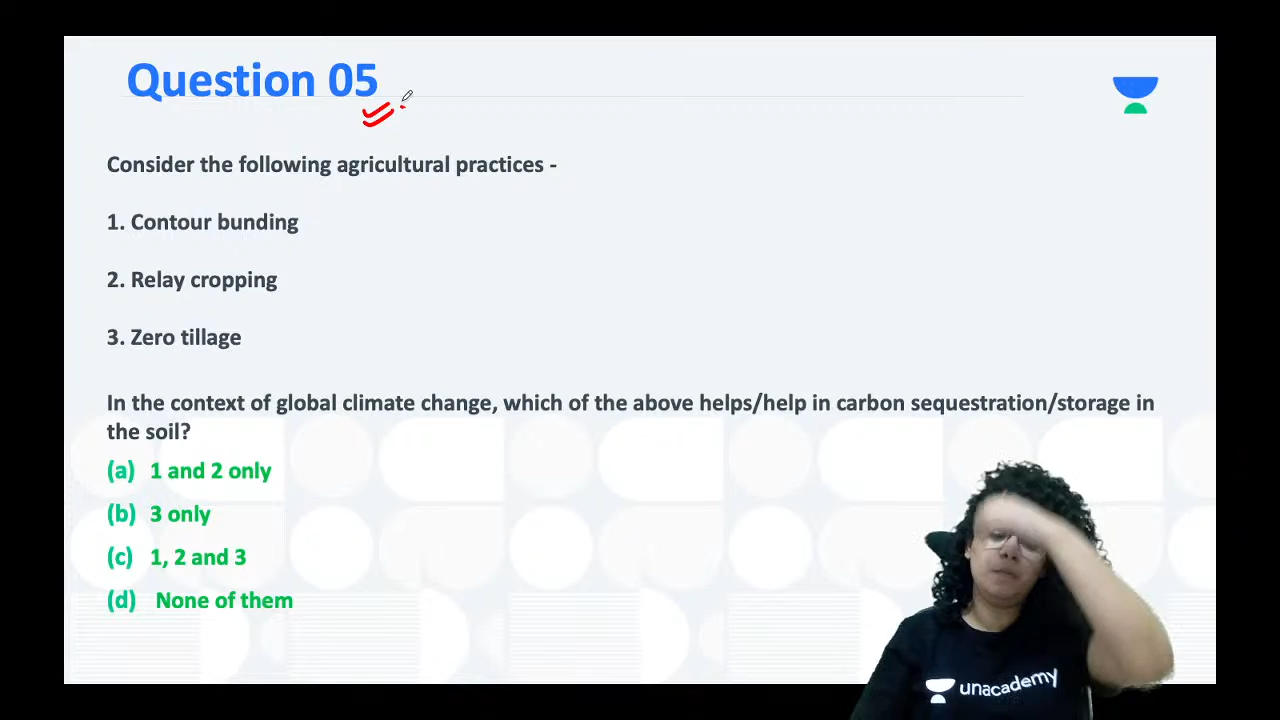 Question 05
Consider the following agricultural practices -
1. Contour bunding
2. Relay cropping
3. Zero tillage
In the context of global climate change, which of the above helps/help in carbon sequestration/storage in
the soil?
(a) 1 and 2 only
(b) 3 only
(c) 1, 2 and 3
(d) None of them
unacademy